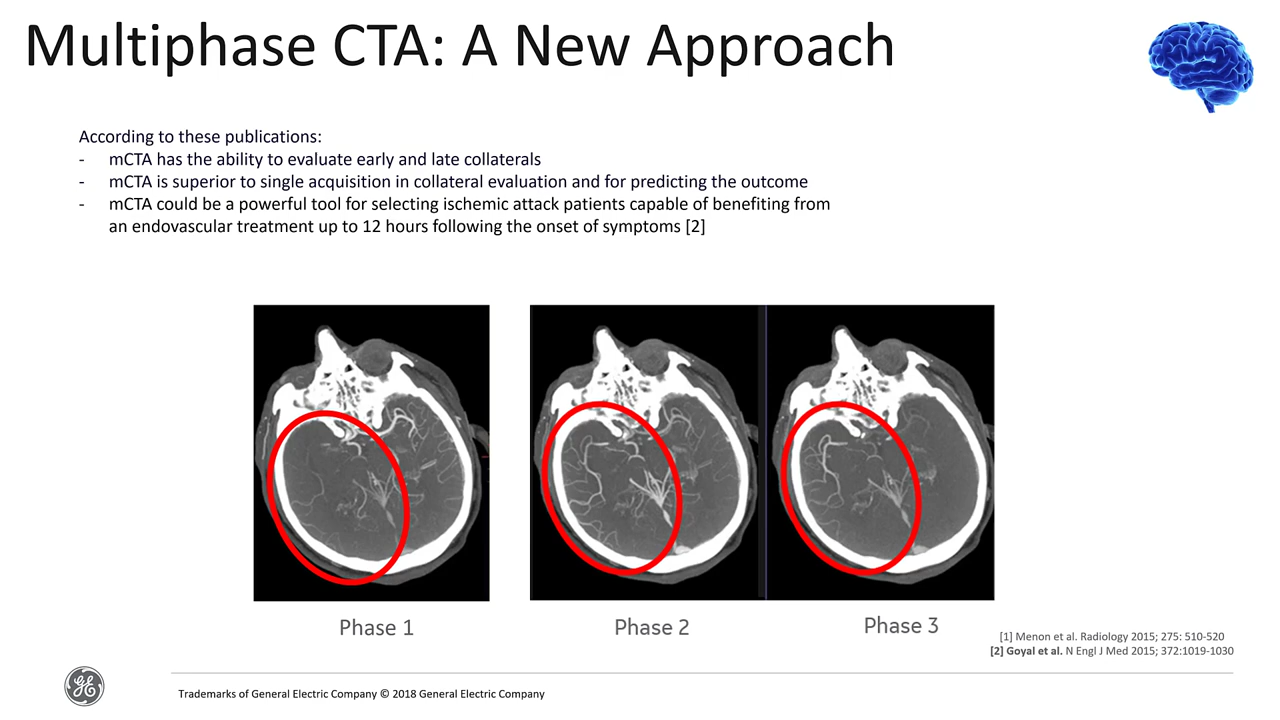 Multiphase CTA: A New Approach
According to these publications:
- mCTA has the ability to evaluate early and late collaterals
- mCTA is superior to single acquisition in collateral evaluation and for predicting the outcome
- mCTA could be a powerful tool for selecting ischemic attack patients capable of benefiting from
an endovascular treatment up to 12 hours following the onset of symptoms [2]
Phase 1
Phase 2
Phase 3
[1] Menon et al. Radiology 2015; 275: 510-520
[2] Goyal et al. N Engl J Med 2015; 372:1019-1030
GE
Trademarks of General Electric Company © 2018 General Electric Company